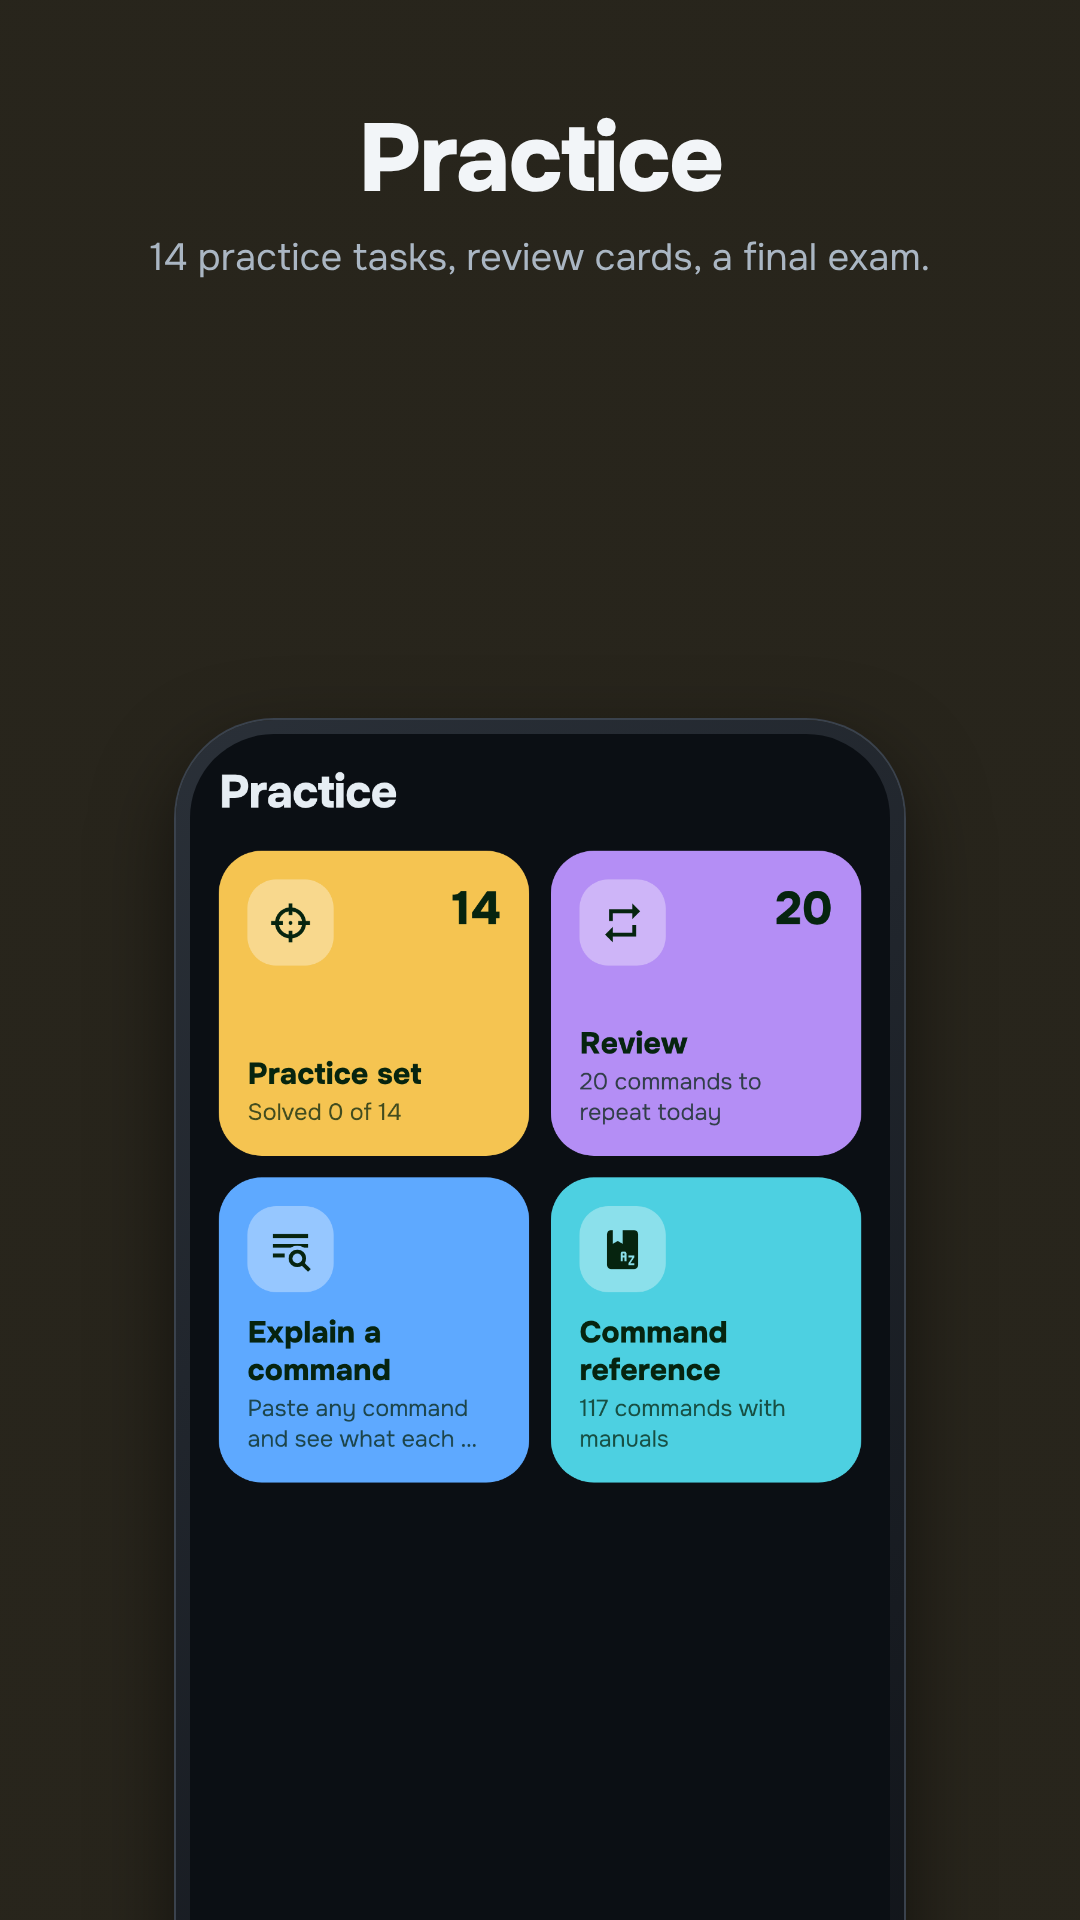 Practice
14 practice tasks, review cards, a final exam.
Practice
14
Practice set
Solved 0 of 14
20
Review
20 commands to
repeat today
Explain a
command
Paste any command
and see what each ...
AZ
Command
reference
117 commands with
manuals